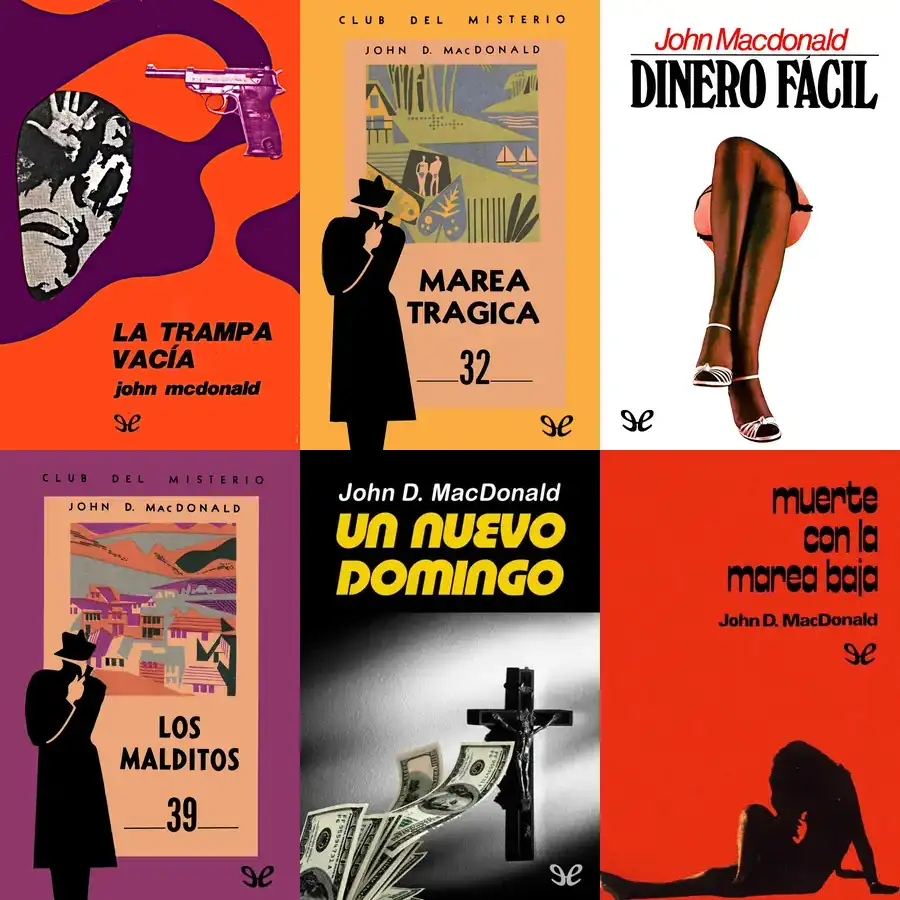 LA TRAMPA
VACÍA
john mcdonald
CLUB DEL MISTERIO
JOHN D. MACDONALD
MAREA
TRAGICA
32
John Macdonald
DINERO FÁCIL
CLUB DEL MISTERIO
JOHN D. MACDONALD
LOS
MALDITOS
39
John D. MacDonald
UN NUEVO
DOMINGO
muerte
con la
marea baja
John D. MacDonald